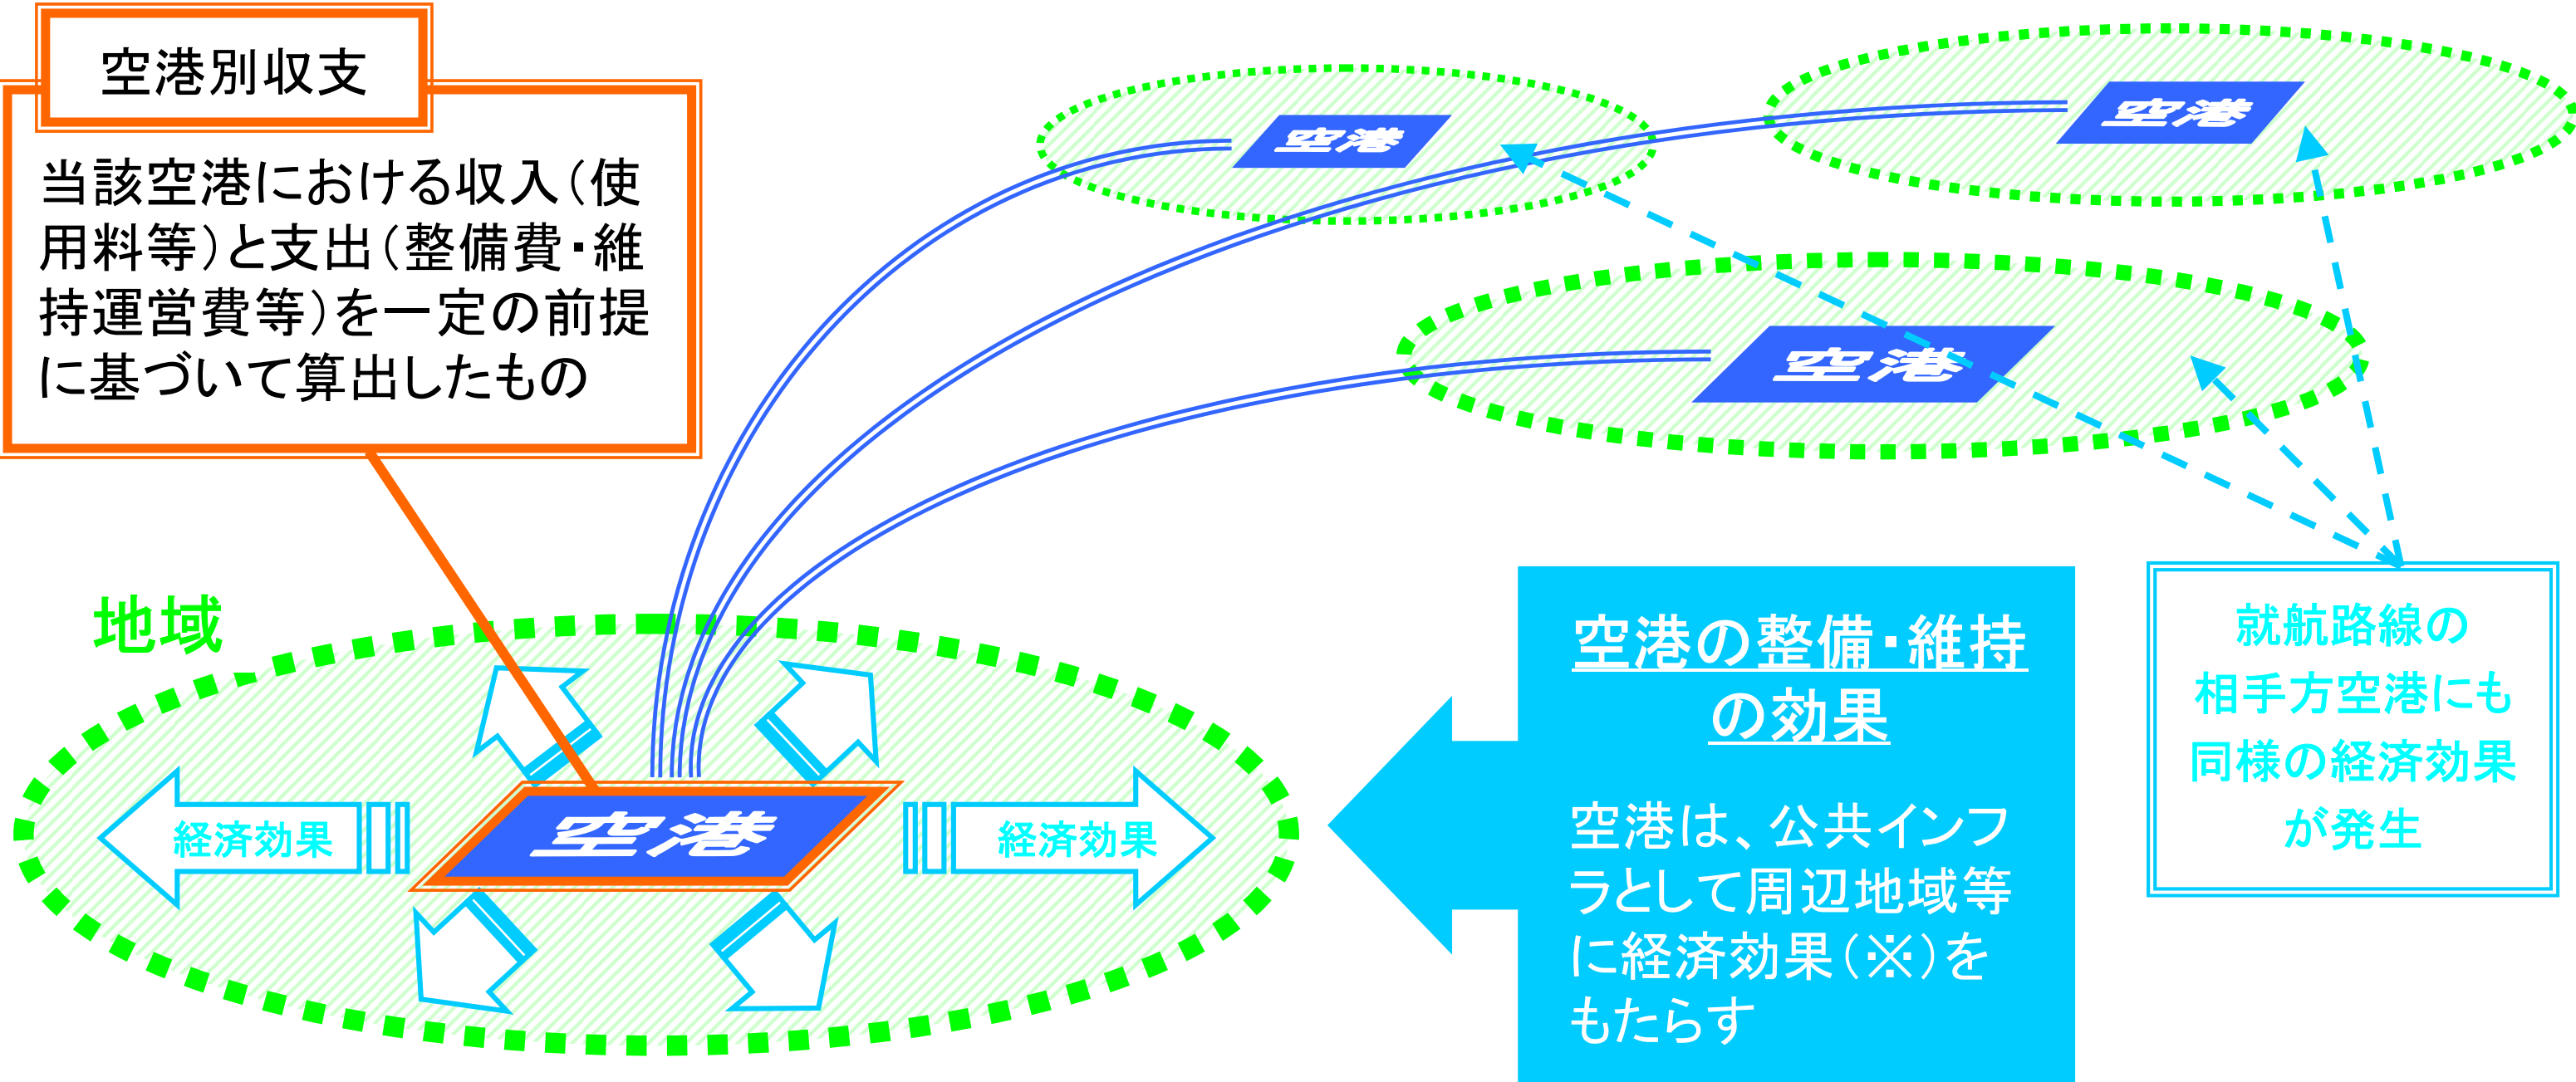 空港別収支
当該空港における収入（使
用料等）と支出（整備費・維
持運営費等）を一定の前提
に基づいて算出したもの
空港
空港
空港
地域
経済効果
空港
経済効果
空港の整備・維持
の効果
空港は、公共インフ
ラとして周辺地域等
に経済効果（※）を
もたらす
就航路線の
相手方空港にも
同様の経済効果
が発生